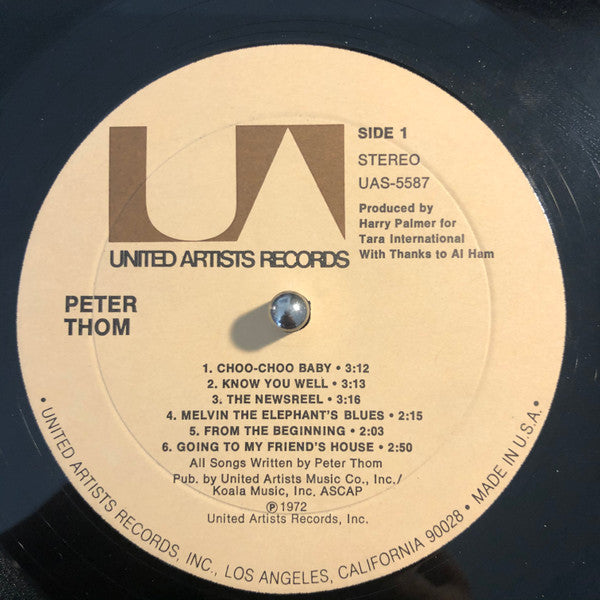 UA
SIDE 1
STEREO
UAS-5587
Produced by
Harry Palmer for
Tara International
With Thanks to Al Ham
UNITED ARTISTS RECORDS
PETER
THOM
1. CHOO-CHOO BABY • 3:12
2. KNOW YOU WELL • 3:13
3. THE NEWSREEL • 3:16
4. MELVIN THE ELEPHANT'S BLUES • 2:15
5. FROM THE BEGINNING • 2:03
6. GOING TO MY FRIEND'S HOUSE • 2:50
All Songs Written by Peter Thom
Pub. by United Artists Music Co., Inc./
Koala Music, Inc. ASCAP
Ⓟ1972
United Artists Records, Inc.
• UNITED ARTISTS RECORDS, INC., LOS ANGELES, CALIFORNIA 90028 • MADE IN U.S.A. •